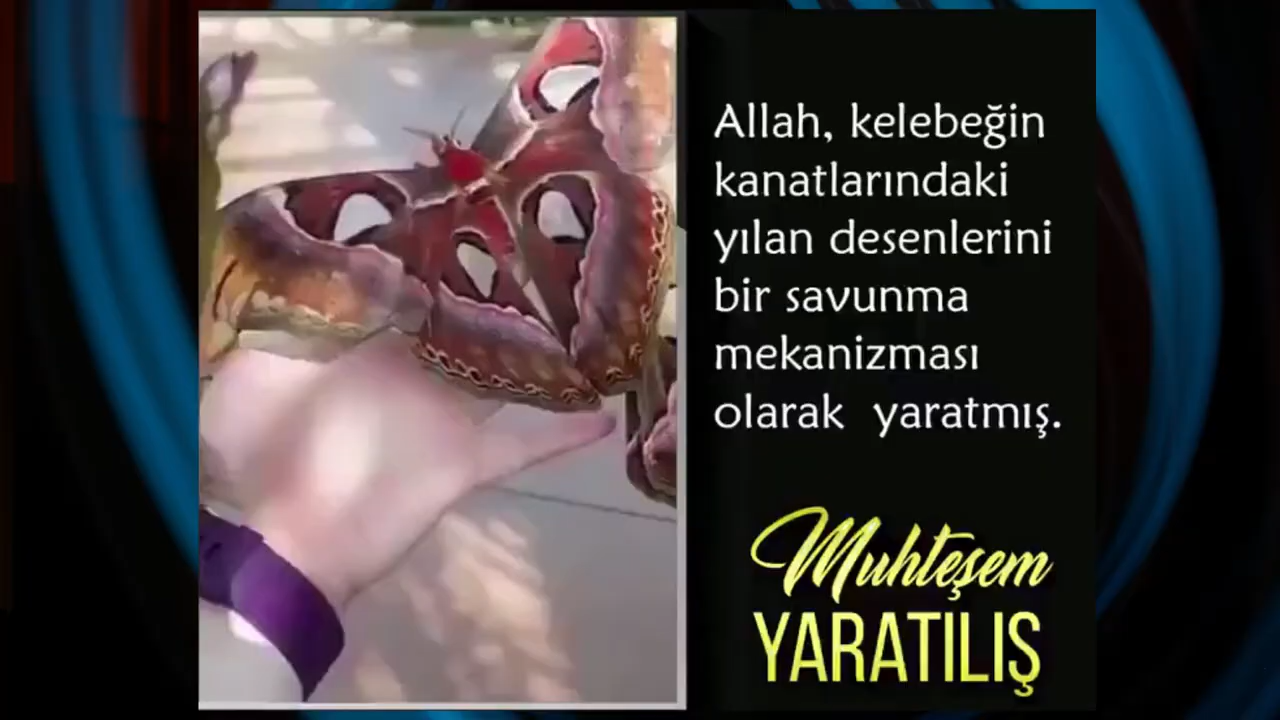 Allah, kelebeğin
kanatlarındaki
yılan desenlerini
bir savunma
mekanizması
olarak yaratmış.
Muhteşem
YARATILIŞ